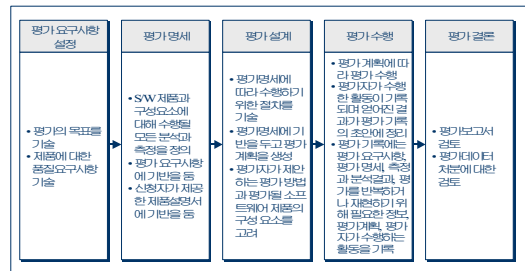 평가 요구사항
설정
• 평가의 목표를
기술
• 제품에 대한
품질요구사항
기술
평가 명세
• S/W 제품과
구성요소에
대해 수행될
모든 분석과
측정을 정의
• 평가 요구사항
에 기반을 둠
• 신청자가 제공
한 제품설명서
에 기반을 둠
평가 설계
• 평가명세에
따라 수행하기
위한 절차를
기술
• 평가명세에 기
반을 두고 평가
계획을 생성
• 평가자가 제안
하는 평가 방법
과 평가될 소프
트웨어 제품의
구성 요소를
고려
평가 수행
• 평가 계획에 따
라 평가 수행
• 평가자가 수행
한 활동이 기록
되며 얻어진 결
과가 평가 기록
의 초안에 정리
• 평가 기록에는
평가 요구사항,
평가 명세, 측정
과 분석결과, 평
가를 반복하거
나 재현하기 위
해 필요한 정보,
평가계획, 평가
자가 수행하는
활동을 기록
평가 결론
• 평가보고서
검토
• 평가데이터
처분에 대한
검토